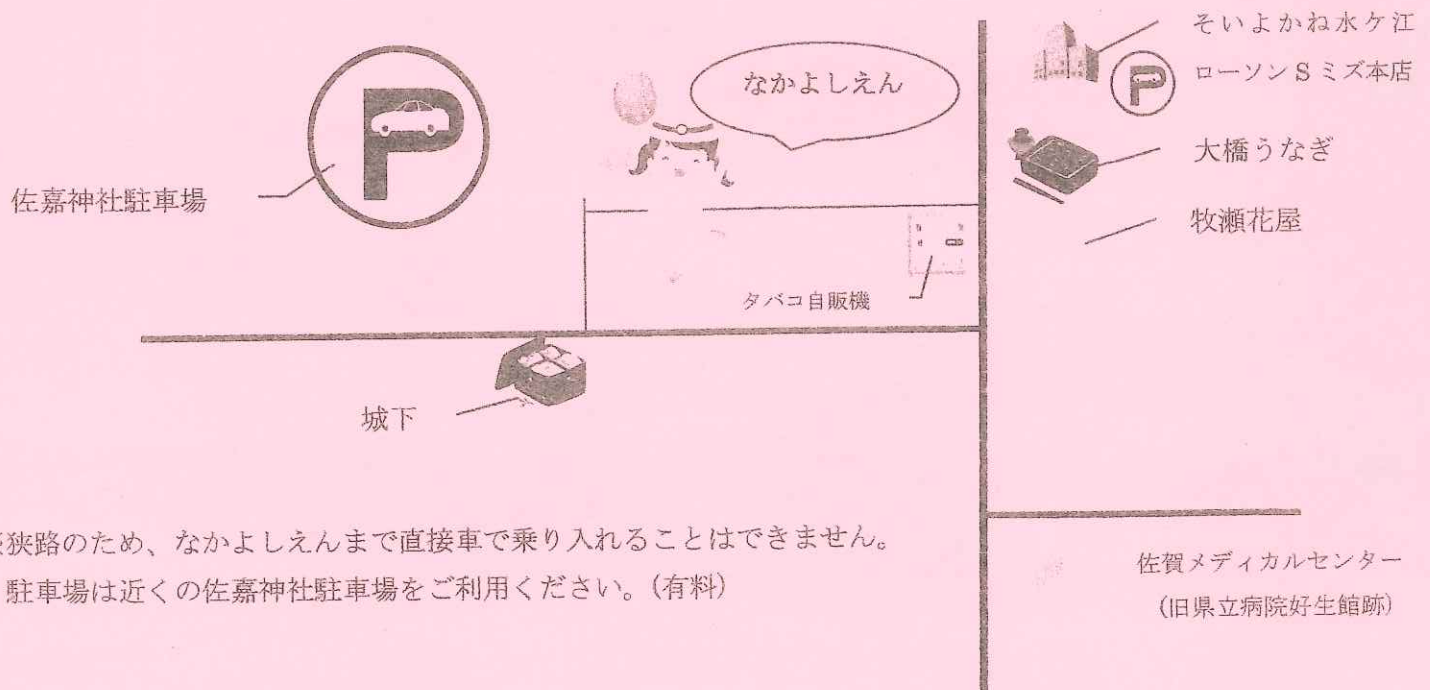 そいよかね水ケ江
ローソンSミズ本店
なかよしえん
P
P
大橋うなぎ
佐嘉神社駐車場
牧瀬花屋
タバコ自販機
城下
狭路のため、なかよしえんまで直接車で乗り入れることはできません。
駐車場は近くの佐嘉神社駐車場をご利用ください。(有料)
佐賀メディカルセンター
(旧県立病院好生館跡)